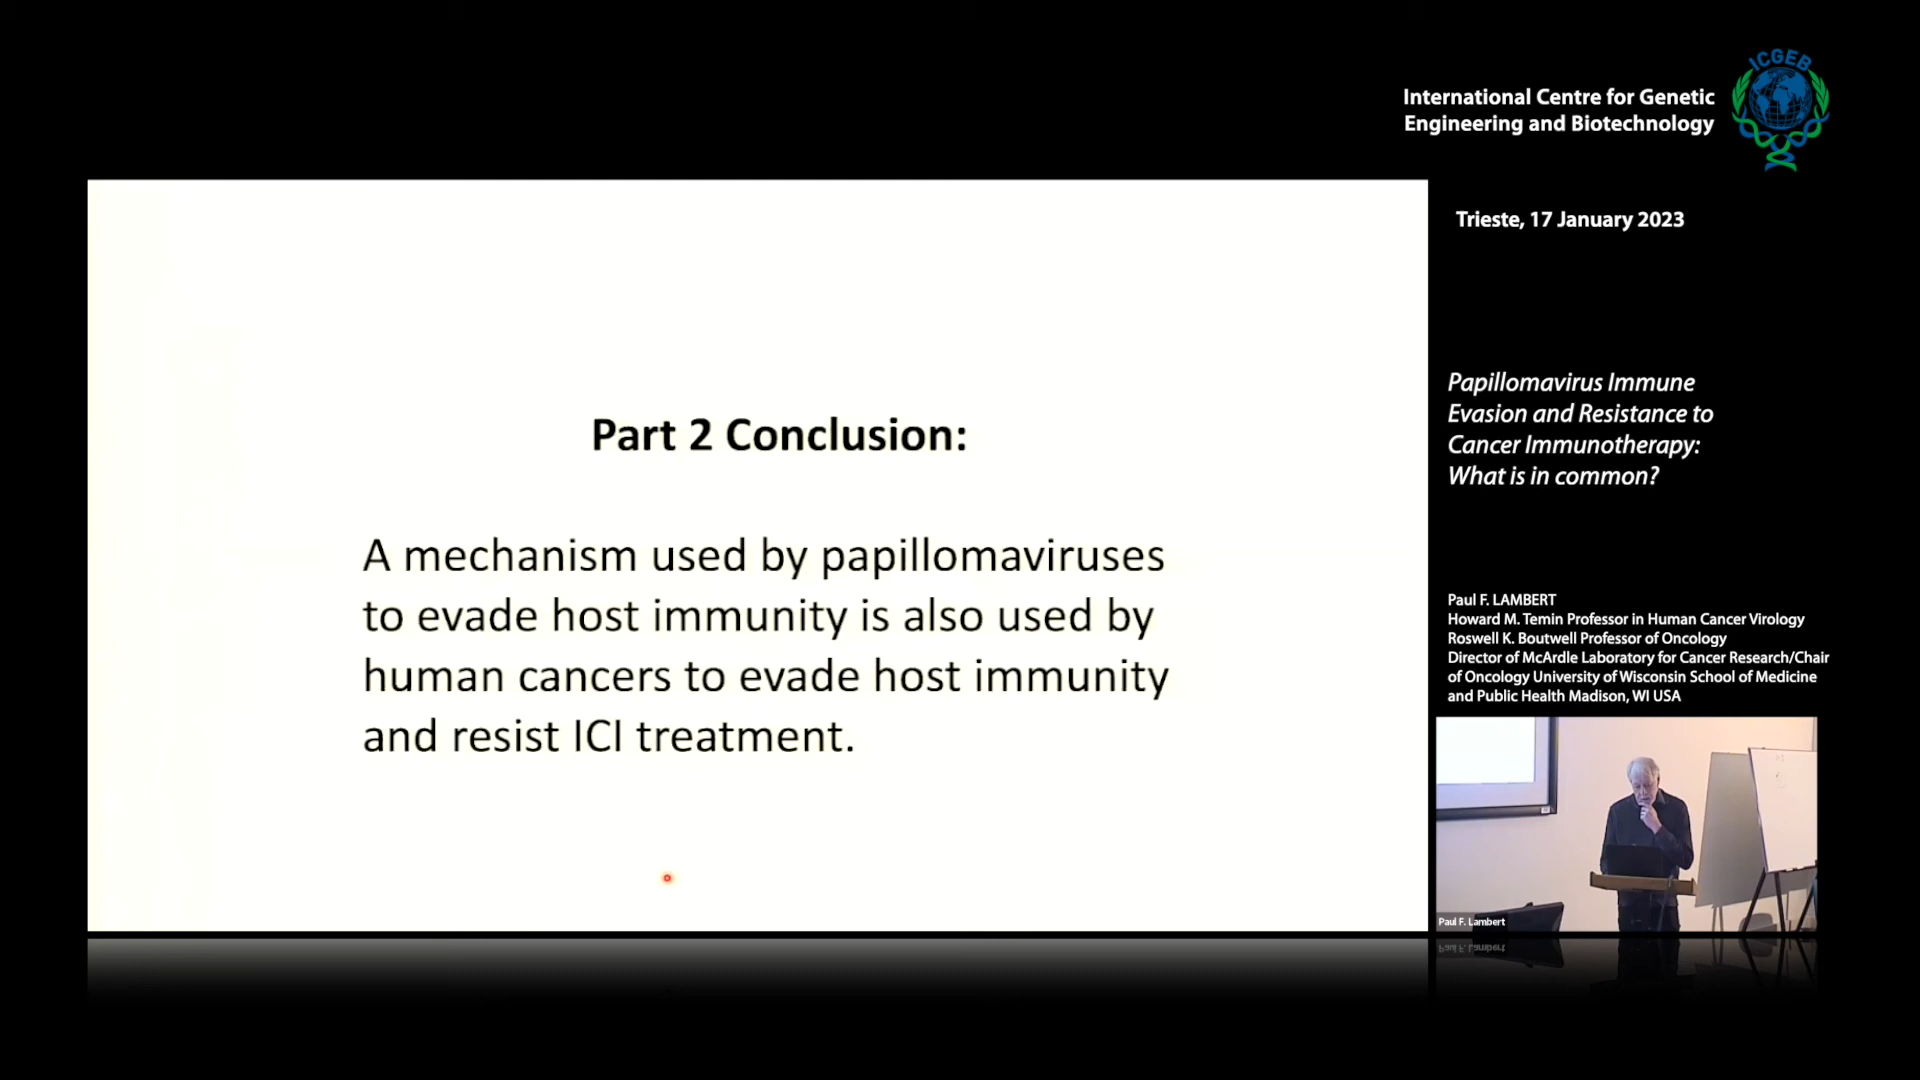 ICGEB
International Centre for Genetic
Engineering and Biotechnology
Trieste, 17 January 2023
Part 2 Conclusion:
A mechanism used by papillomaviruses
to evade host immunity is also used by
human cancers to evade host immunity
and resist ICI treatment.
Papillomavirus Immune
Evasion and Resistance to
Cancer Immunotherapy:
What is in common?
Paul F. LAMBERT
Howard M. Temin Professor in Human Cancer Virology
Roswell K. Boutwell Professor of Oncology
Director of McArdle Laboratory for Cancer Research/Chair
of Oncology University of Wisconsin School of Medicine
and Public Health Madison, WI USA
Paul F. Lambert